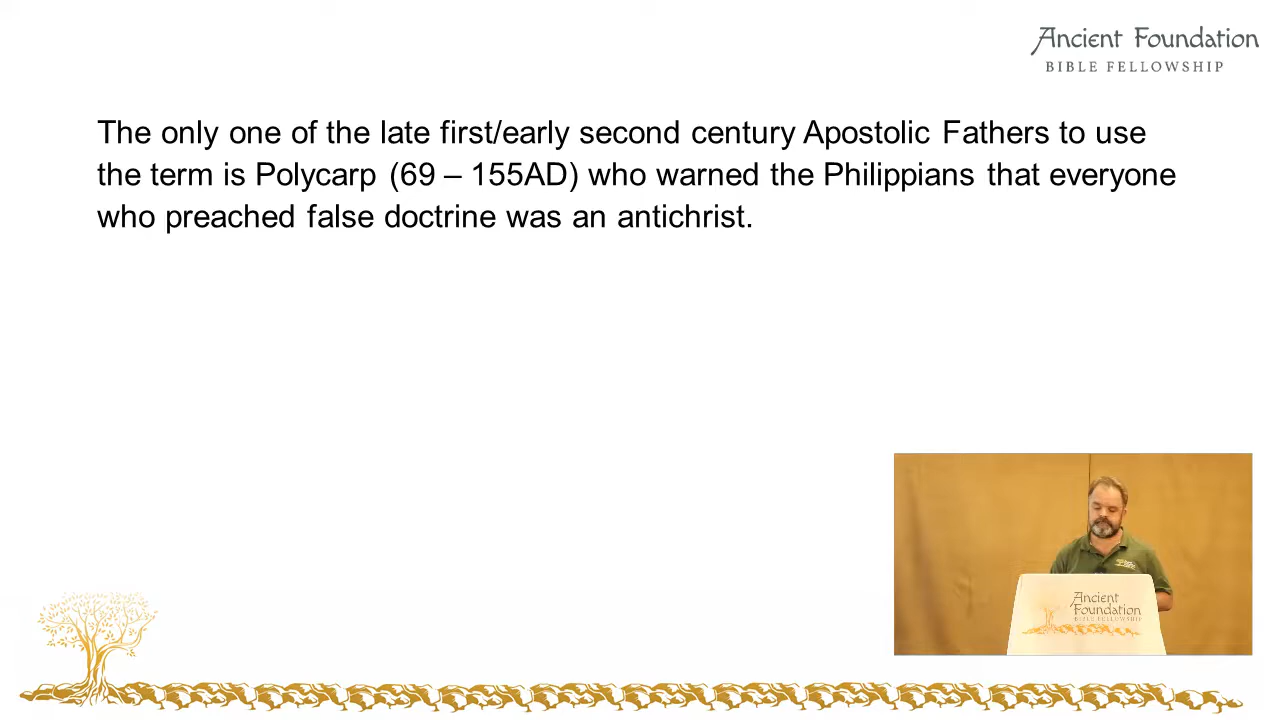 Ancient Foundation
BIBLE FELLOWSHIP
The only one of the late first/early second century Apostolic Fathers to use
the term is Polycarp (69 – 155AD) who warned the Philippians that everyone
who preached false doctrine was an antichrist.
Ancient
Foundation
BIBLE FELLOWSHIP